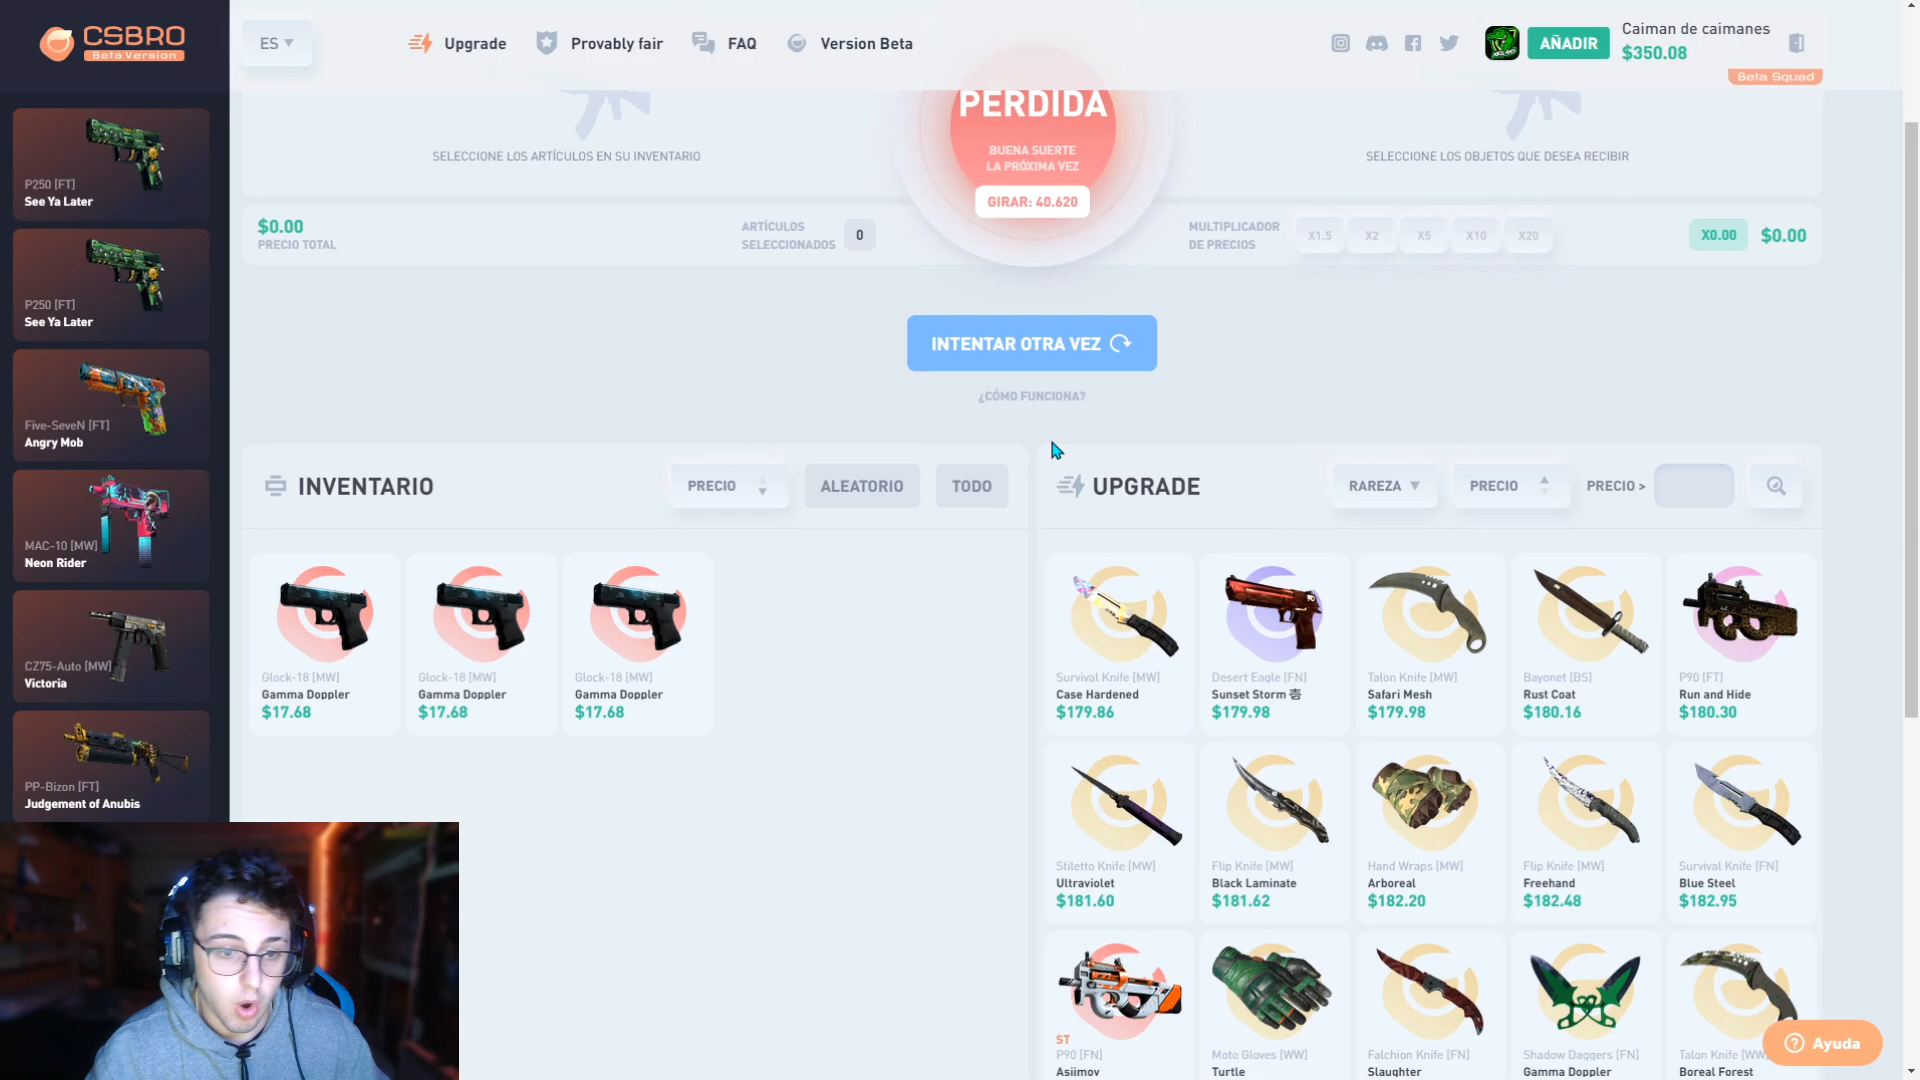 CSBRO
Beta Version
ES
Upgrade
Provably fair
FAQ
Version Beta
AÑADIR
Caiman de caimanes
$350.08
Beta Squad
P250 [FT]
See Ya Later
P250 [FT]
See Ya Later
Five-SeveN [FT]
Angry Mob
MAC-10 [MW]
Neon Rider
CZ75-Auto [MW]
Victoria
PP-Bizon [FT]
Judgement of Anubis
SELECCIONE LOS ARTÍCULOS EN SU INVENTARIO
PERDIDA
BUENA SUERTE
LA PRÓXIMA VEZ
GIRAR: 40.620
SELECCIONE LOS OBJETOS QUE DESEA RECIBIR
$0.00
PRECIO TOTAL
ARTÍCULOS
SELECCIONADOS
0
MULTIPLICADOR
DE PRECIOS
X1.5
X2
X5
X10
X20
X0.00
$0.00
INTENTAR OTRA VEZ
¿CÓMO FUNCIONA?
INVENTARIO
PRECIO
ALEATORIO
TODO
Glock-18 [MW]
Gamma Doppler
$17.68
Glock-18 [MW]
Gamma Doppler
$17.68
Glock-18 [MW]
Gamma Doppler
$17.68
UPGRADE
RAREZA
PRECIO
PRECIO >
Survival Knife [MW]
Case Hardened
$179.86
Desert Eagle [FN]
Sunset Storm 壱
$179.98
Talon Knife [MW]
Safari Mesh
$179.98
Bayonet [BS]
Rust Coat
$180.16
P90 [FT]
Run and Hide
$180.30
Stiletto Knife [MW]
Ultraviolet
$181.60
Flip Knife [MW]
Black Laminate
$181.62
Hand Wraps [MW]
Arboreal
$182.20
Flip Knife [MW]
Freehand
$182.48
Survival Knife [FN]
Blue Steel
$182.95
ST
P90 [FN]
Asiimov
Moto Gloves [WW]
Turtle
Falchion Knife [FN]
Slaughter
Shadow Daggers [FN]
Gamma Doppler
Talon Knife [WW]
Boreal Forest
Ayuda